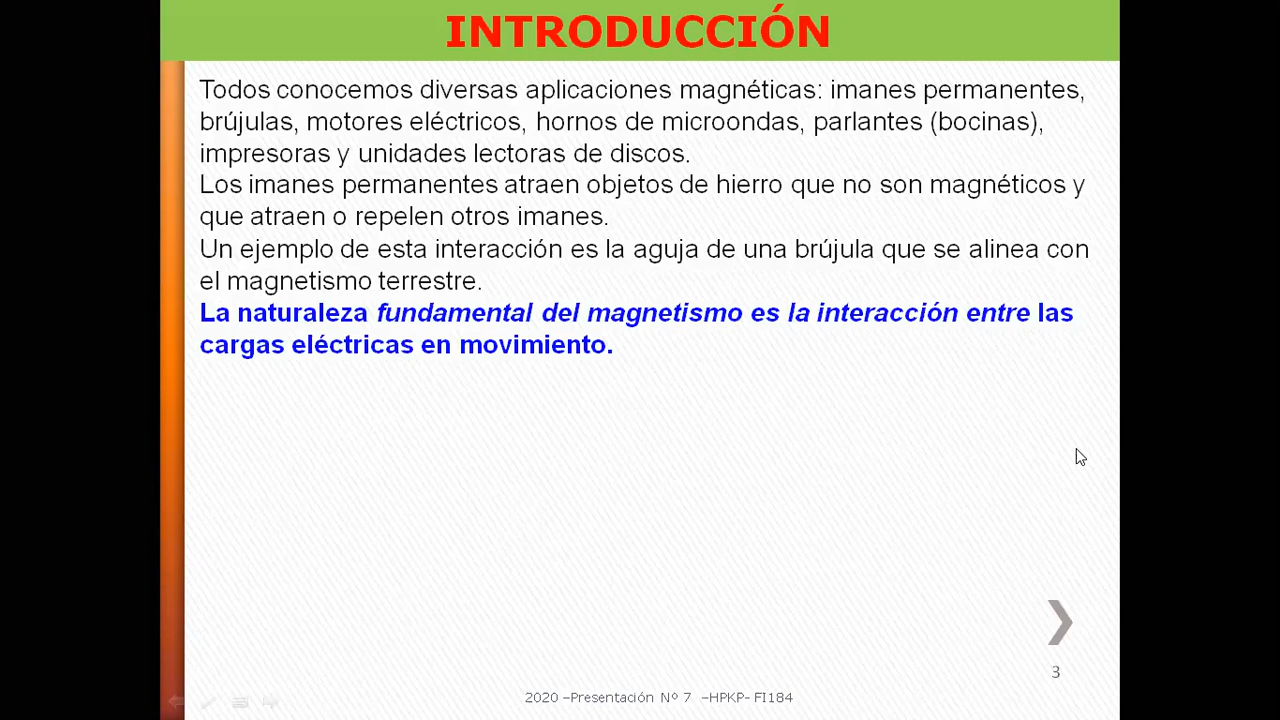 INTRODUCCIÓN
Todos conocemos diversas aplicaciones magnéticas: imanes permanentes,
brújulas, motores eléctricos, hornos de microondas, parlantes (bocinas),
impresoras y unidades lectoras de discos.
Los imanes permanentes atraen objetos de hierro que no son magnéticos y
que atraen o repelen otros imanes.
Un ejemplo de esta interacción es la aguja de una brújula que se alinea con
el magnetismo terrestre.
La naturaleza fundamental del magnetismo es la interacción entre las
cargas eléctricas en movimiento.
3
2020 –Presentación Nº 7 –HPKP- FI184